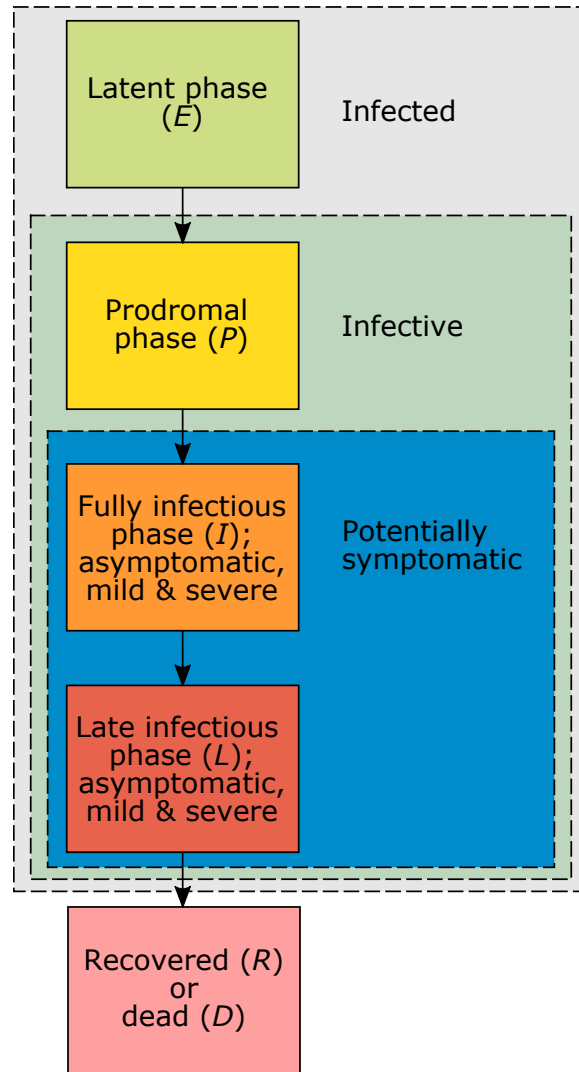 Latent phase
(E)
Infected
Prodromal
phase (P)
Infective
Fully infectious
phase (I);
asymptomatic,
mild & severe
Potentially
symptomatic
Late infectious
phase (L);
asymptomatic,
mild & severe
Recovered (R)
or
dead (D)